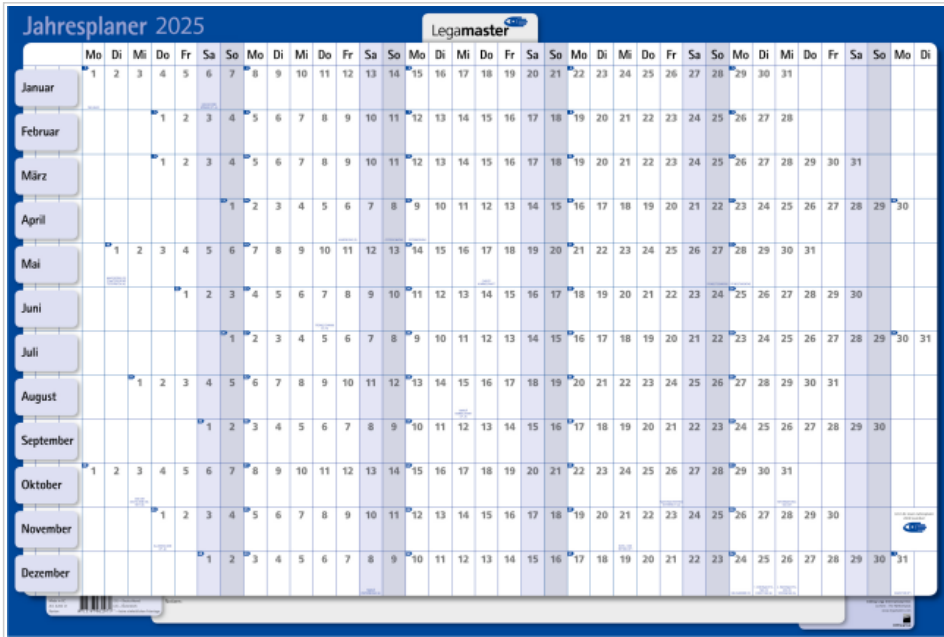 Jahresplaner 2025
Legamaster
Mo Di Mi Do Fr Sa So Mo Di Mi Do Fr Sa So Mo Di Mi Do Fr Sa So Mo Di Mi Do Fr Sa So Mo Di Mi Do Fr Sa So Mo Di
Januar 1 2 3 4 5 6 7 8 9 10 11 12 13 14 15 16 17 18 19 20 21 22 23 24 25 26 27 28 29 30 31
Februar 1 2 3 4 5 6 7 8 9 10 11 12 13 14 15 16 17 18 19 20 21 22 23 24 25 26 27 28
März 1 2 3 4 5 6 7 8 9 10 11 12 13 14 15 16 17 18 19 20 21 22 23 24 25 26 27 28 29 30 31
April 1 2 3 4 5 6 7 8 9 10 11 12 13 14 15 16 17 18 19 20 21 22 23 24 25 26 27 28 29 30
Mai 1 2 3 4 5 6 7 8 9 10 11 12 13 14 15 16 17 18 19 20 21 22 23 24 25 26 27 28 29 30 31
Juni 1 2 3 4 5 6 7 8 9 10 11 12 13 14 15 16 17 18 19 20 21 22 23 24 25 26 27 28 29 30
Juli 1 2 3 4 5 6 7 8 9 10 11 12 13 14 15 16 17 18 19 20 21 22 23 24 25 26 27 28 29 30 31
August 1 2 3 4 5 6 7 8 9 10 11 12 13 14 15 16 17 18 19 20 21 22 23 24 25 26 27 28 29 30 31
September 1 2 3 4 5 6 7 8 9 10 11 12 13 14 15 16 17 18 19 20 21 22 23 24 25 26 27 28 29 30
Oktober 1 2 3 4 5 6 7 8 9 10 11 12 13 14 15 16 17 18 19 20 21 22 23 24 25 26 27 28 29 30 31
November 1 2 3 4 5 6 7 8 9 10 11 12 13 14 15 16 17 18 19 20 21 22 23 24 25 26 27 28 29 30
Dezember 1 2 3 4 5 6 7 8 9 10 11 12 13 14 15 16 17 18 19 20 21 22 23 24 25 26 27 28 29 30 31